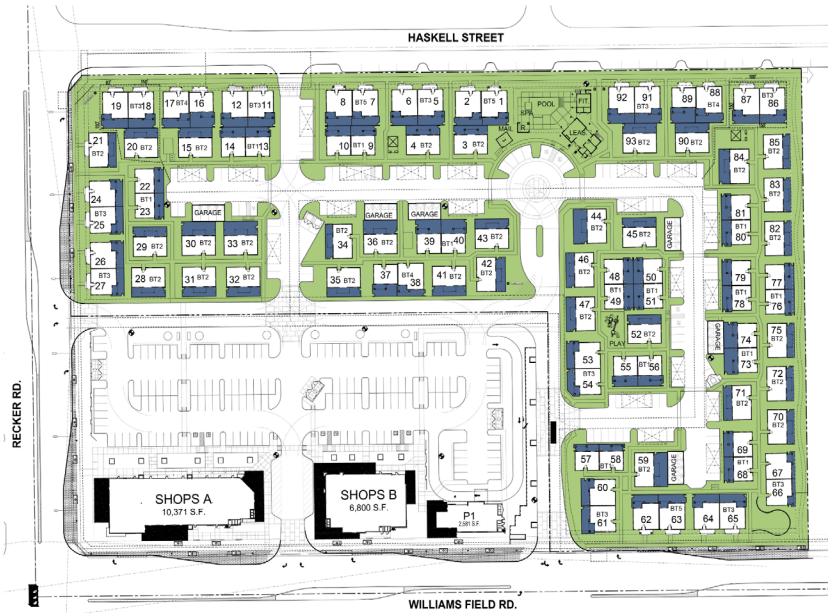 HASKELL STREET
19 BT3 18
17 BT4 16
12 BT3 11
8 BT5 7
6 BT3 5
2 BT5 1
SPA
POOL
FIT
R
MAIL
LEAS.
92 BT3 91
89 BT4 88
87 BT3 86
21 BT2
20 BT2
15 BT2
14 BT1 13
10 BT1 9
4 BT2
3 BT2
93 BT2
90 BT2
85 BT2
84 BT2
24 BT3 25
22 BT1 23
GARAGE
GARAGE
GARAGE
83 BT2
81 BT1 80
82 BT2
29 BT2
30 BT2
33 BT2
BT2 34
36 BT2
39 BT1 40
43 BT2
44 BT2
45 BT2
GARAGE
26 BT3 27
28 BT2
31 BT2
32 BT2
35 BT2
37 BT4 38
41 BT2
42 BT2
46 BT2
48 BT1 49
50 BT1 51
79 BT1 78
77 BT1 76
47 BT2
PLAY
52 BT2
GARAGE
74 BT1 73
75 BT2
53 BT3 54
55 BT1 56
72 BT2
71 BT2
70 BT2
RECKER RD.
57 BT1 58
59 BT2
GARAGE
69 BT1 68
67 BT3 66
60 BT3 61
62 BT5 63
64 BT3 65
SHOPS A
10,371 S.F.
SHOPS B
6,800 S.F.
P1
2,581 S.F.
WILLIAMS FIELD RD.